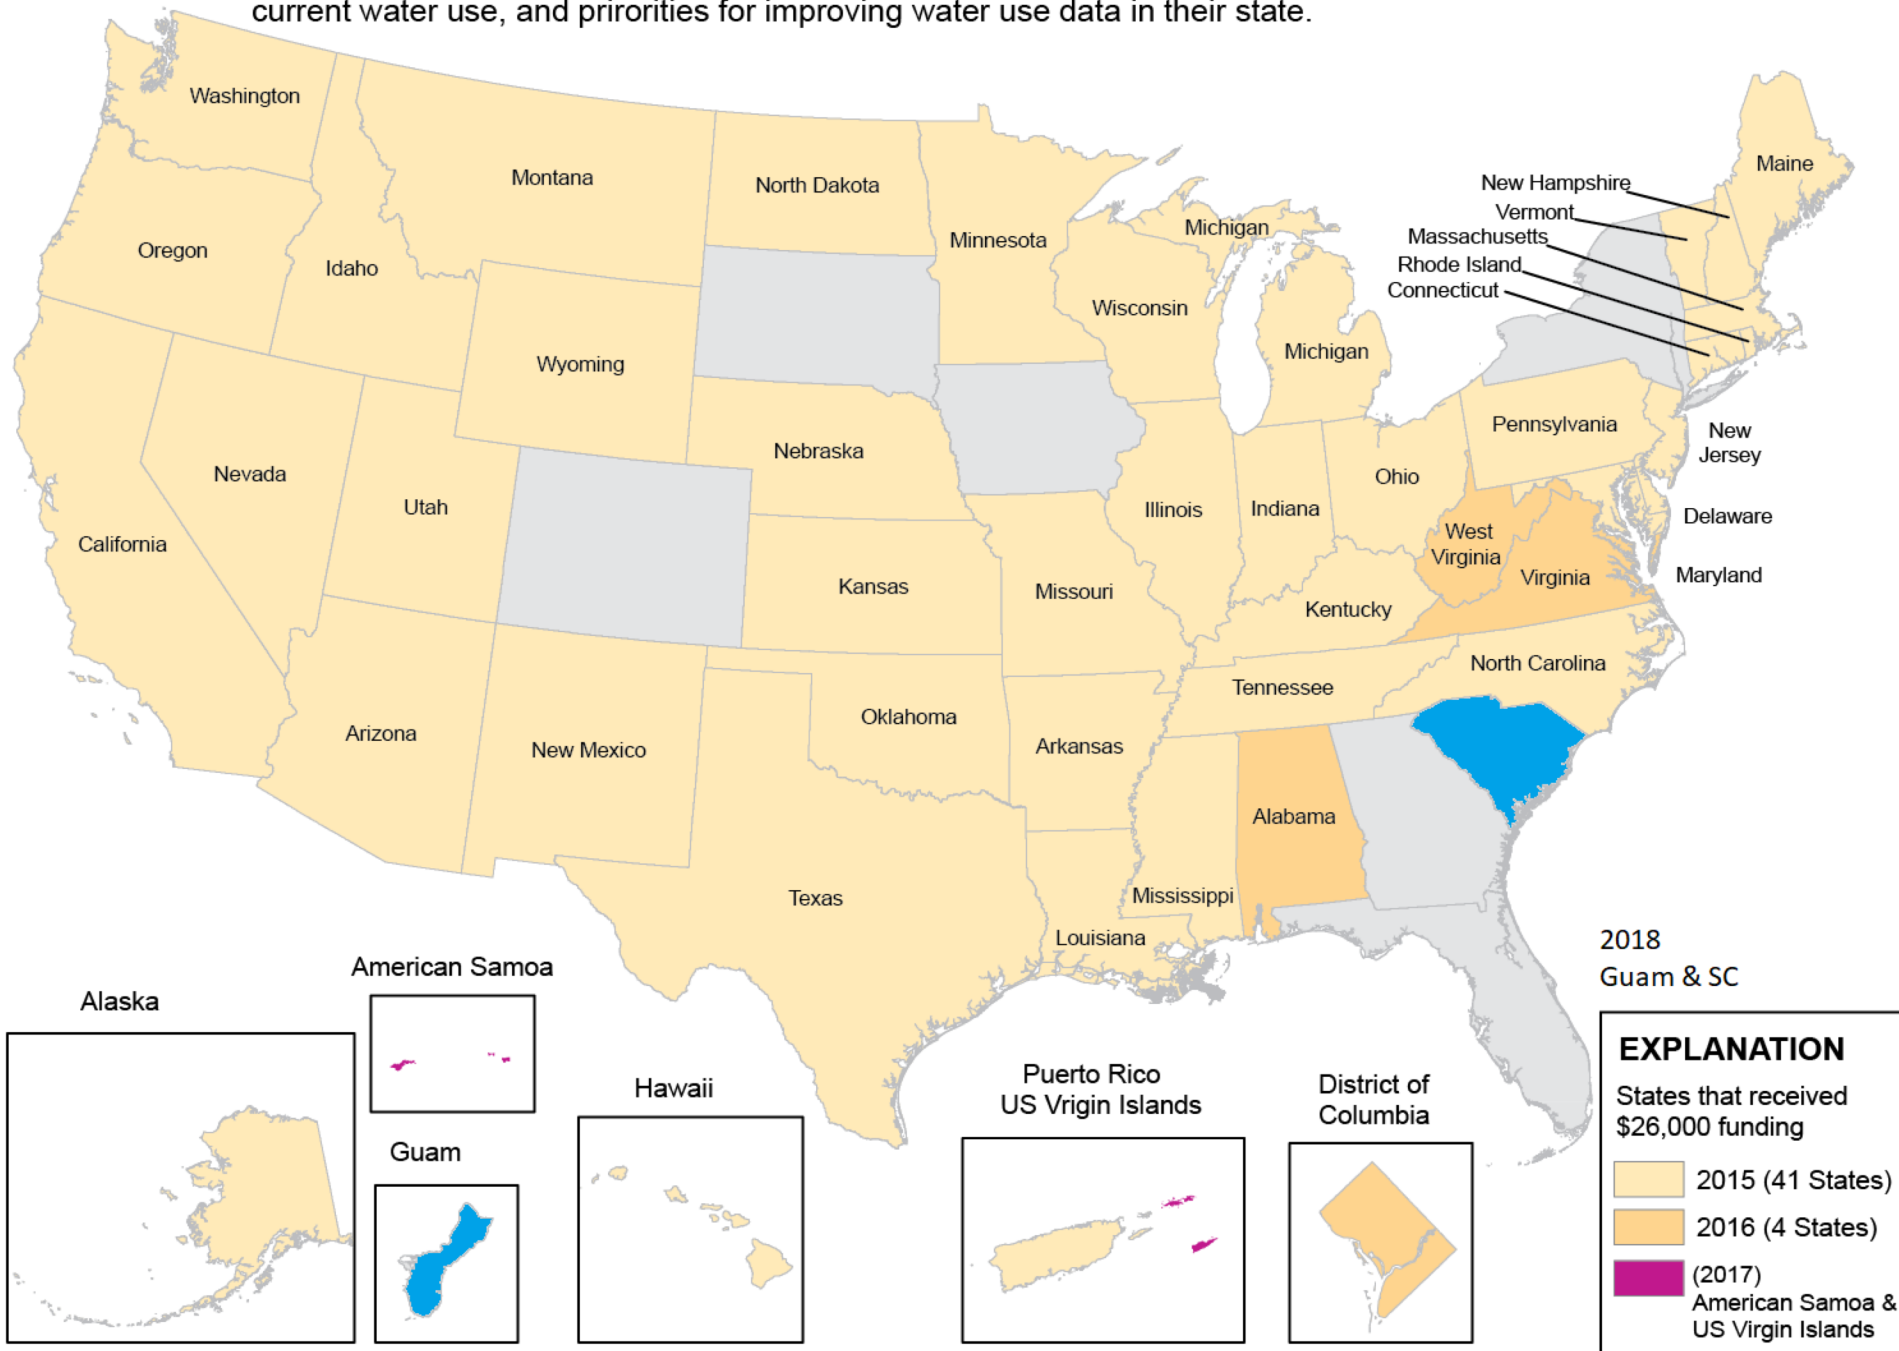 current water use, and prirorities for improving water use data in their state.
Washington
Montana
North Dakota
Minnesota
Michigan
Maine
New Hampshire
Vermont
Massachusetts
Rhode Island
Connecticut
Oregon
Idaho
Wyoming
Wisconsin
Michigan
Nebraska
Pennsylvania
New
Jersey
Nevada
Utah
California
Kansas
Missouri
Illinois
Indiana
Ohio
West
Virginia
Virginia
Delaware
Maryland
Kentucky
North Carolina
Tennessee
Arizona
New Mexico
Oklahoma
Arkansas
Alabama
Mississippi
Texas
Louisiana
2018
Guam & SC
American Samoa
Alaska
Guam
Hawaii
Puerto Rico
US Vrigin Islands
District of
Columbia
EXPLANATION
States that received
$26,000 funding
2015 (41 States)
2016 (4 States)
(2017)
American Samoa &
US Virgin Islands